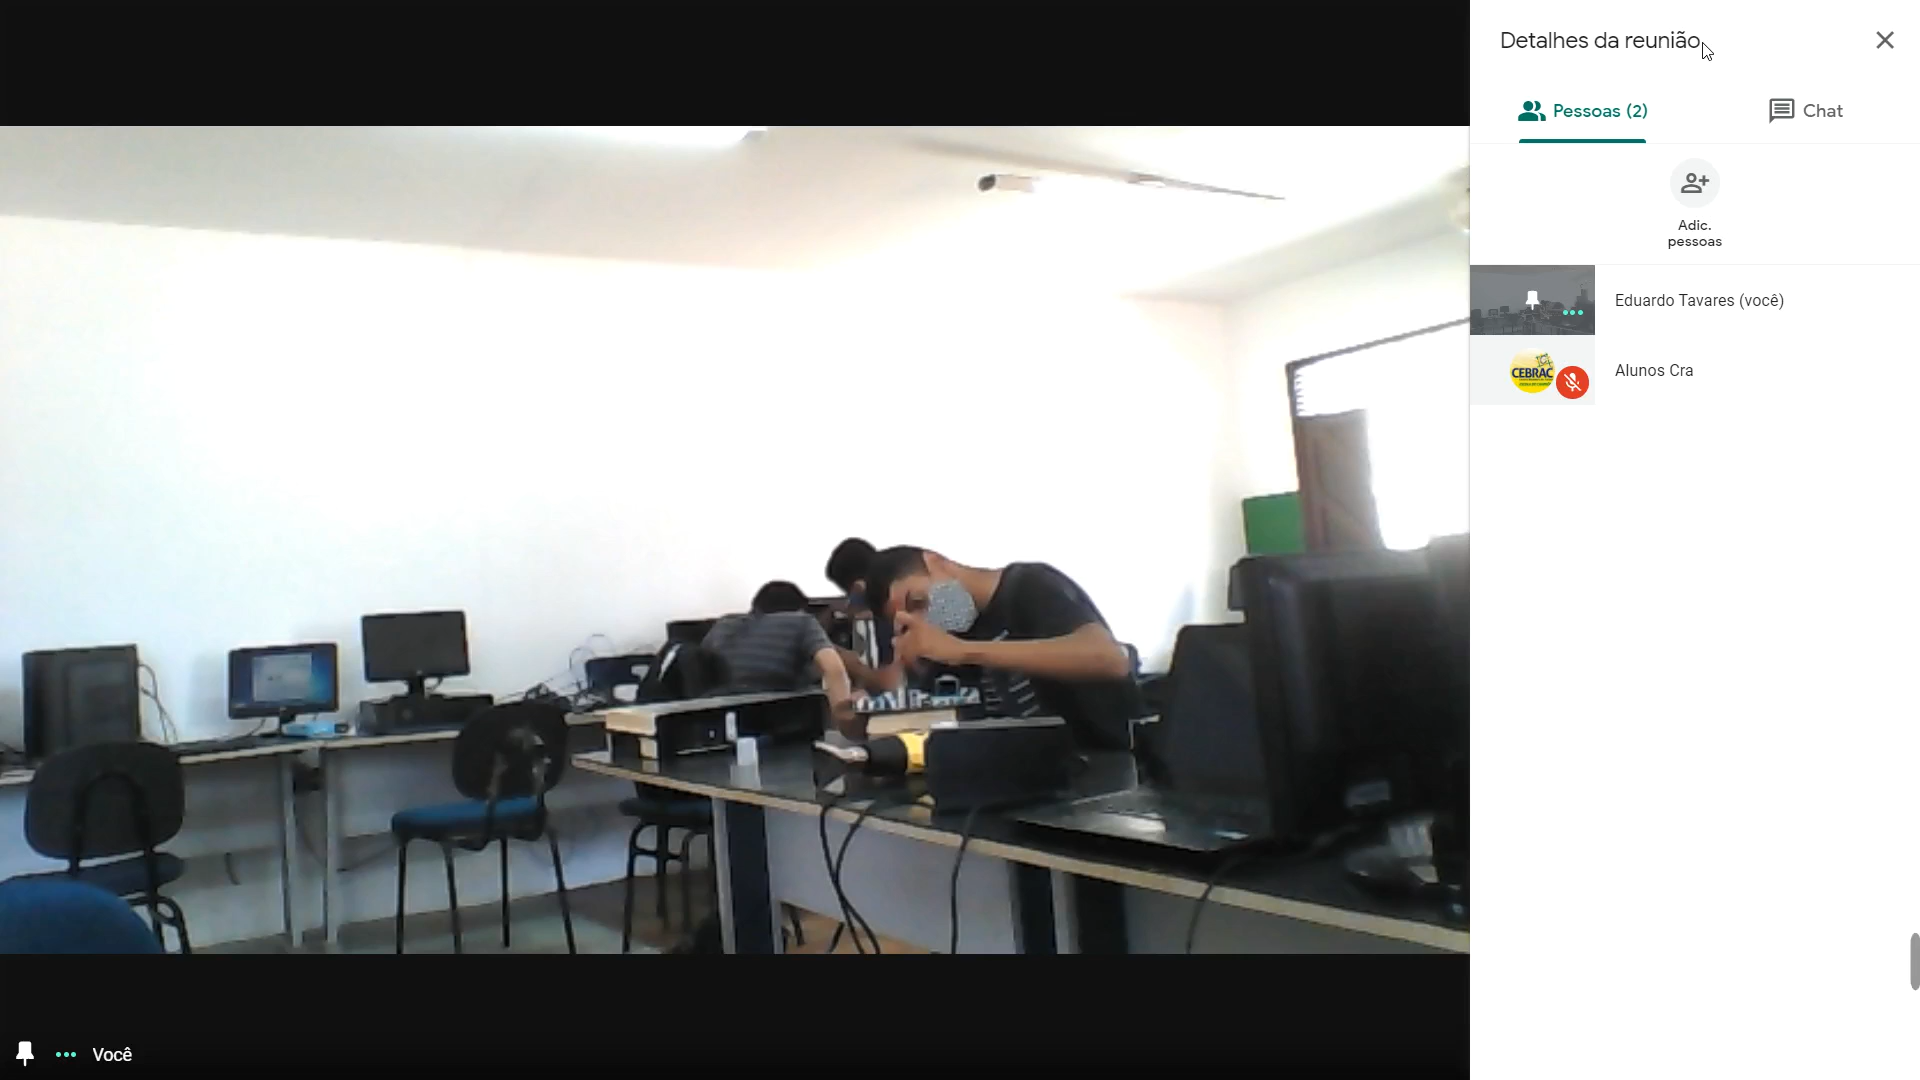 Detalhes da reunião
Pessoas (2)
Chat
Adic.
pessoas
Eduardo Tavares (você)
CEBRAC
Alunos Cra
Você